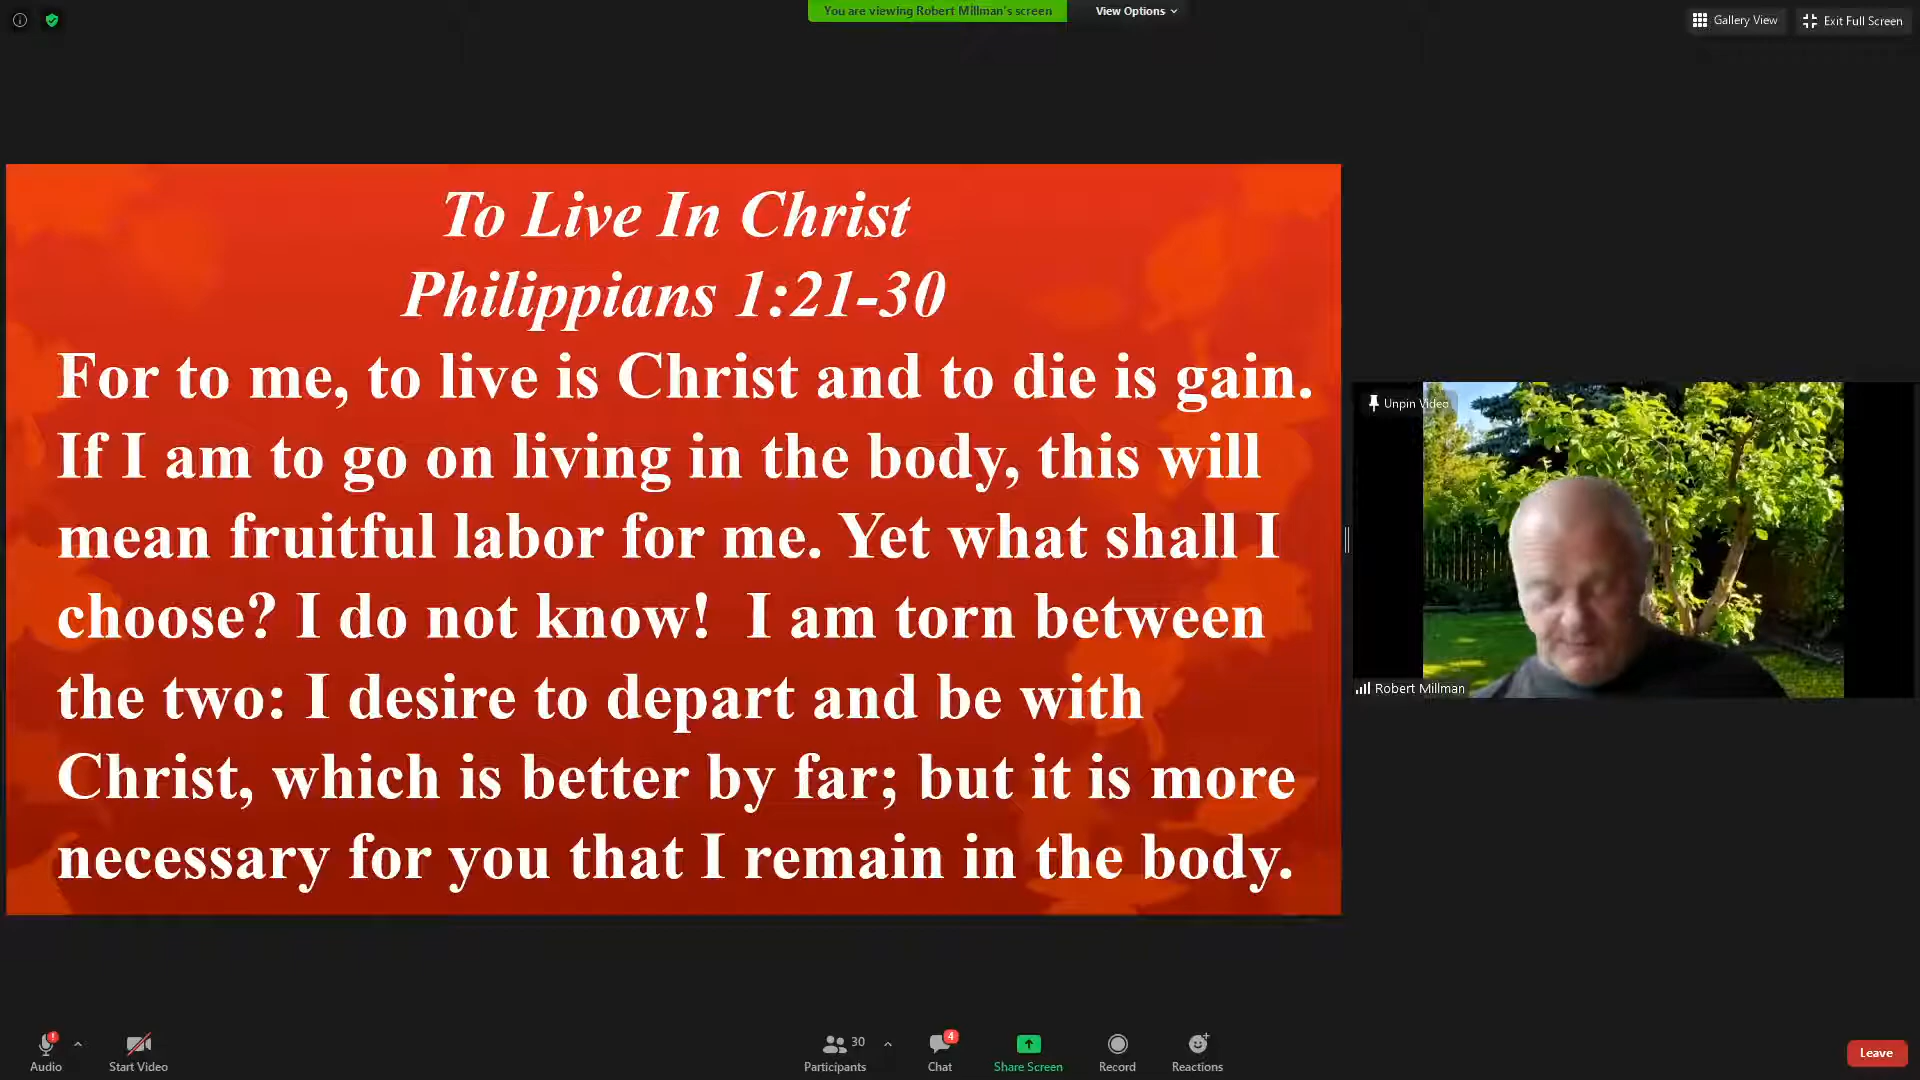 You are viewing Robert Millman's screen
View Options
Gallery View
Exit Full Screen
To Live In Christ
Philippians 1:21-30
For to me, to live is Christ and to die is gain.
If I am to go on living in the body, this will
mean fruitful labor for me. Yet what shall I
choose? I do not know!  I am torn between
the two: I desire to depart and be with
Christ, which is better by far; but it is more
necessary for you that I remain in the body.
Unpin Video
Robert Millman
Audio
Start Video
30
Participants
4
Chat
Share Screen
Record
Reactions
Leave